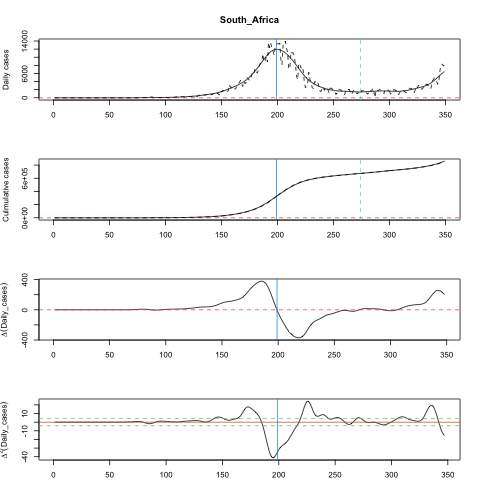 South_Africa
Daily cases
0 6000 14000
0 50 100 150 200 250 300 350
Culmulative cases
0e+00 6e+05
0 50 100 150 200 250 300 350
Δ(Daily_cases)
-400 0 400
0 50 100 150 200 250 300 350
Δ²(Daily_cases)
-40 -10 10
0 50 100 150 200 250 300 350